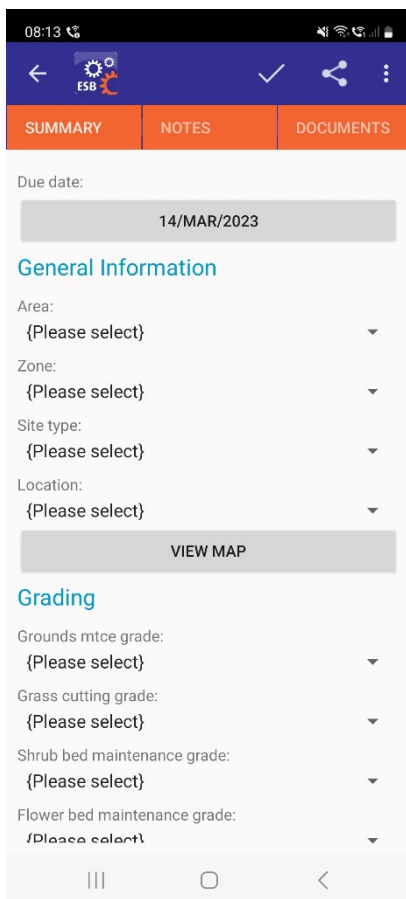 08:13
ESB
SUMMARY
NOTES
DOCUMENTS
Due date:
14/MAR/2023
General Information
Area:
{Please select}
Zone:
{Please select}
Site type:
{Please select}
Location:
{Please select}
VIEW MAP
Grading
Grounds mtce grade:
{Please select}
Grass cutting grade:
{Please select}
Shrub bed maintenance grade:
{Please select}
Flower bed maintenance grade:
{Please select}